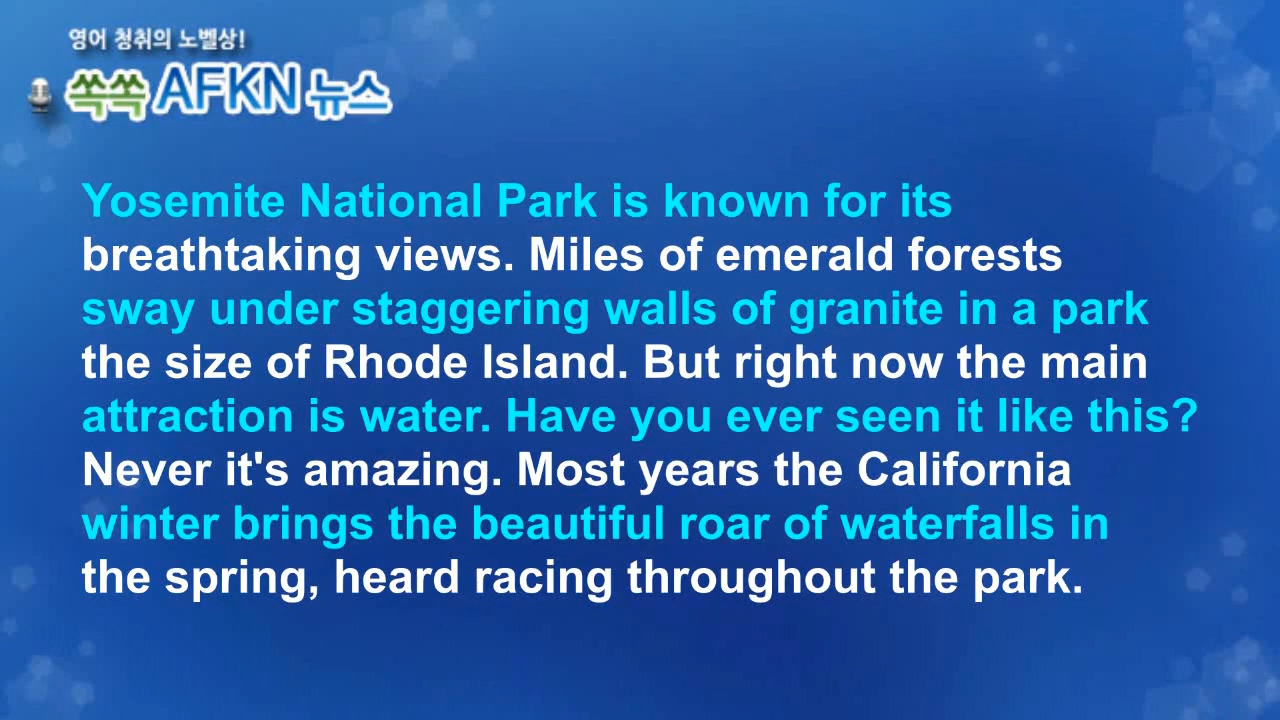 영어 청취의 노벨상!
쏙쏙 AFKN 뉴스
Yosemite National Park is known for its
breathtaking views. Miles of emerald forests
sway under staggering walls of granite in a park
the size of Rhode Island. But right now the main
attraction is water. Have you ever seen it like this?
Never it's amazing. Most years the California
winter brings the beautiful roar of waterfalls in
the spring, heard racing throughout the park.